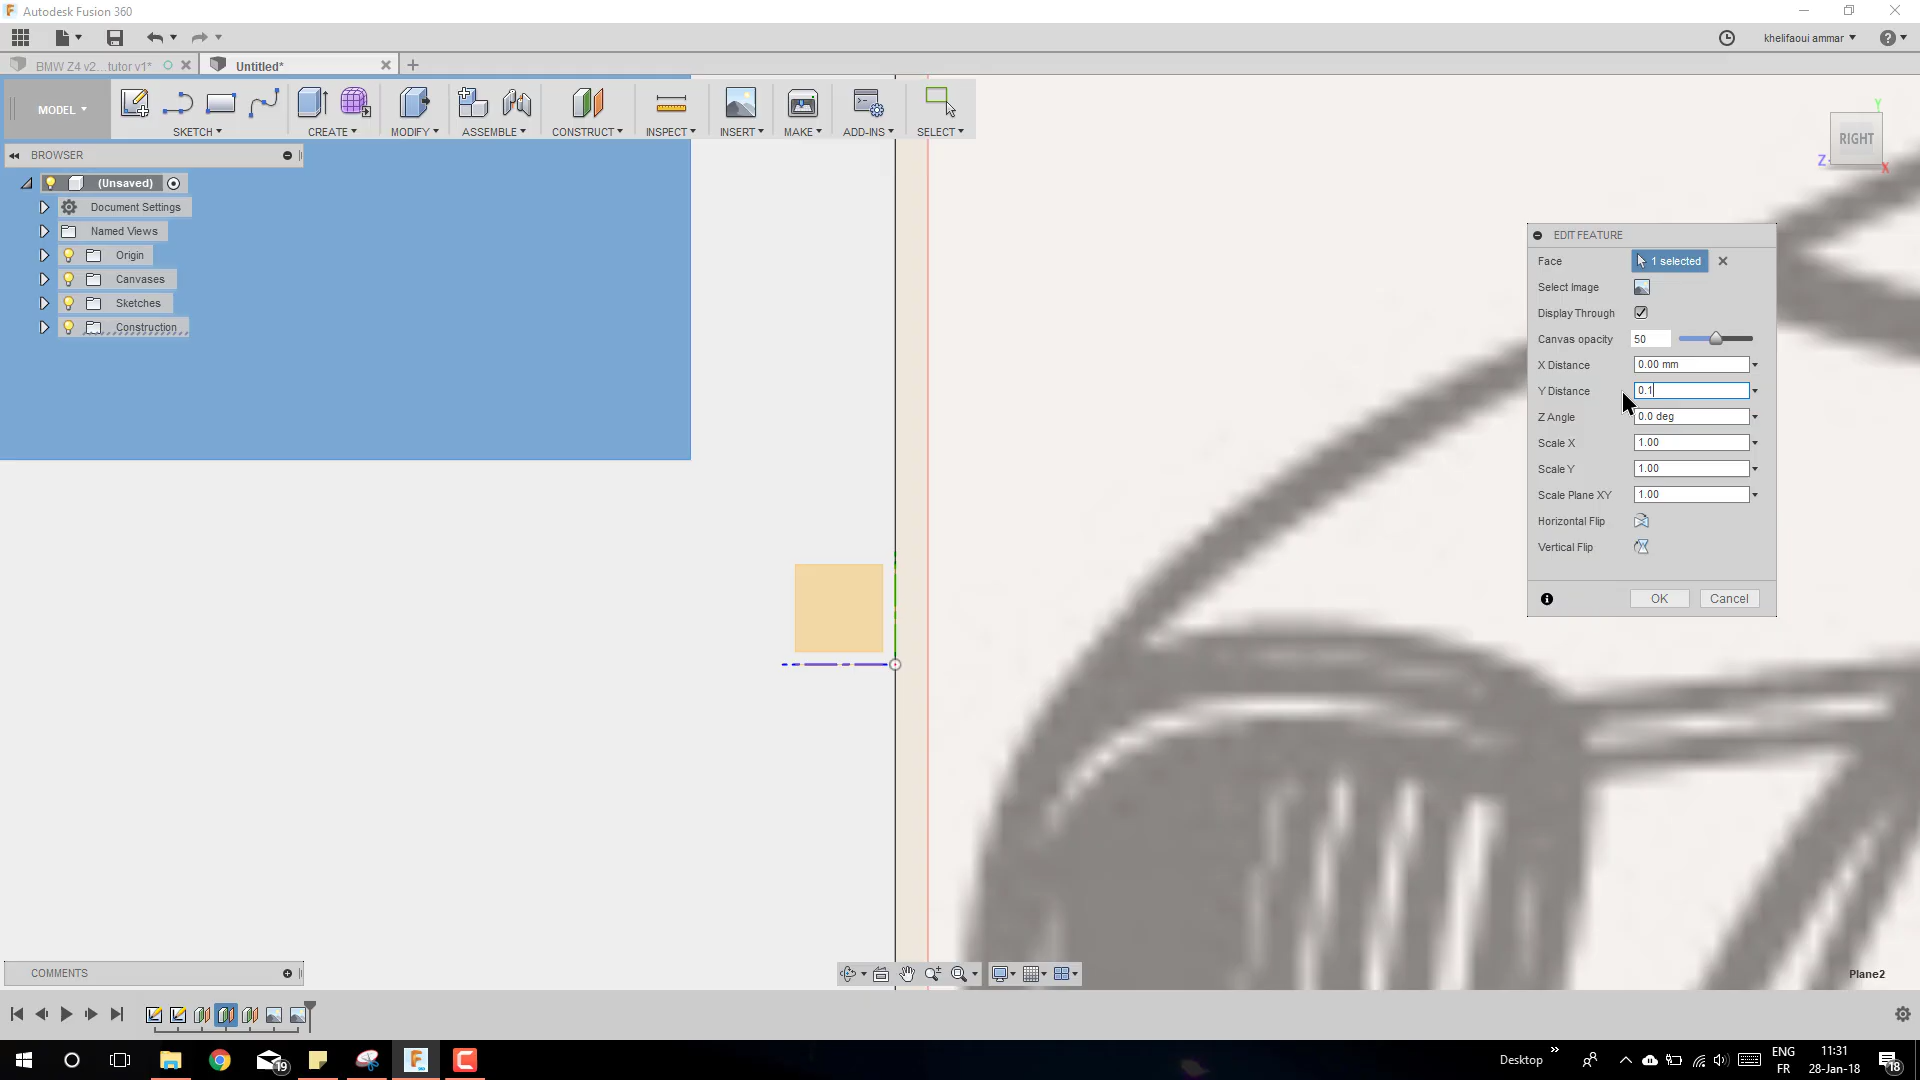 Autodesk Fusion 360
khelifaoui ammar
BMW Z4 v2...tutor v1*
Untitled*
MODEL
SKETCH
CREATE
MODIFY
ASSEMBLE
CONSTRUCT
INSPECT
INSERT
MAKE
ADD-INS
SELECT
BROWSER
(Unsaved)
Document Settings
Named Views
Origin
Canvases
Sketches
Construction
Y
RIGHT
Z
X
EDIT FEATURE
Face 1 selected
Select Image
Display Through
Canvas opacity 50
X Distance 0.00 mm
Y Distance 0.1
Z Angle 0.0 deg
Scale X 1.00
Scale Y 1.00
Scale Plane XY 1.00
Horizontal Flip
Vertical Flip
OK Cancel
COMMENTS
Plane2
19
Desktop
ENG
FR
11:31
28-Jan-18
18